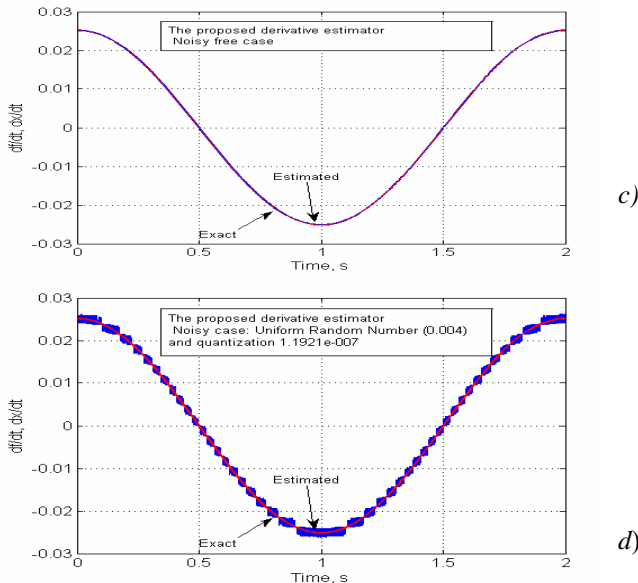 0.03
The proposed derivative estimator
Noisy free case
0.02
0.01
df/dt, dx/dt
0
-0.01
Estimated
-0.02
Exact
-0.03
0 0.5 1 1.5 2
Time, s
c)
0.03
The proposed derivative estimator
Noisy case: Uniform Random Number (0.004)
and quantization 1.1921e-007
0.02
0.01
df/dt, dx/dt
0
-0.01
Estimated
-0.02
Exact
-0.03
0 0.5 1 1.5 2
Time, s
d)